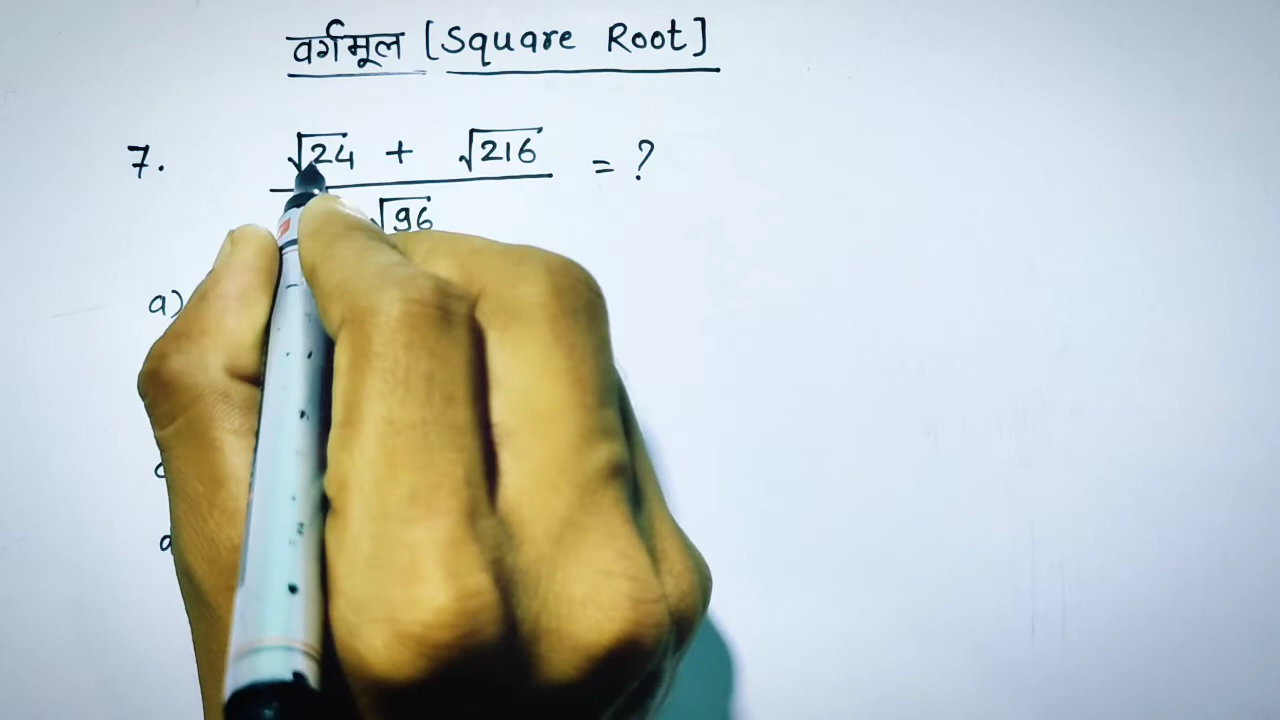 वर्गमूल [Square Root]
7. √24 + √216 = ?
√96
a)